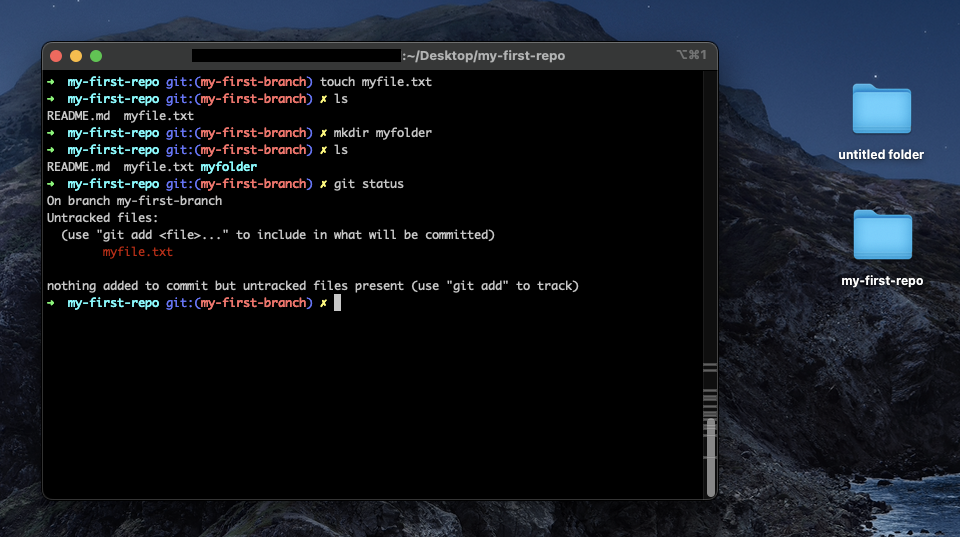 :~/Desktop/my-first-repo ⌥⌘1
➜ my-first-repo git:(my-first-branch) touch myfile.txt
➜ my-first-repo git:(my-first-branch) ✗ ls
README.md myfile.txt
➜ my-first-repo git:(my-first-branch) ✗ mkdir myfolder
➜ my-first-repo git:(my-first-branch) ✗ ls
README.md myfile.txt myfolder
➜ my-first-repo git:(my-first-branch) ✗ git status
On branch my-first-branch
Untracked files:
(use "git add <file>..." to include in what will be committed)
myfile.txt
nothing added to commit but untracked files present (use "git add" to track)
➜ my-first-repo git:(my-first-branch) ✗
untitled folder
my-first-repo